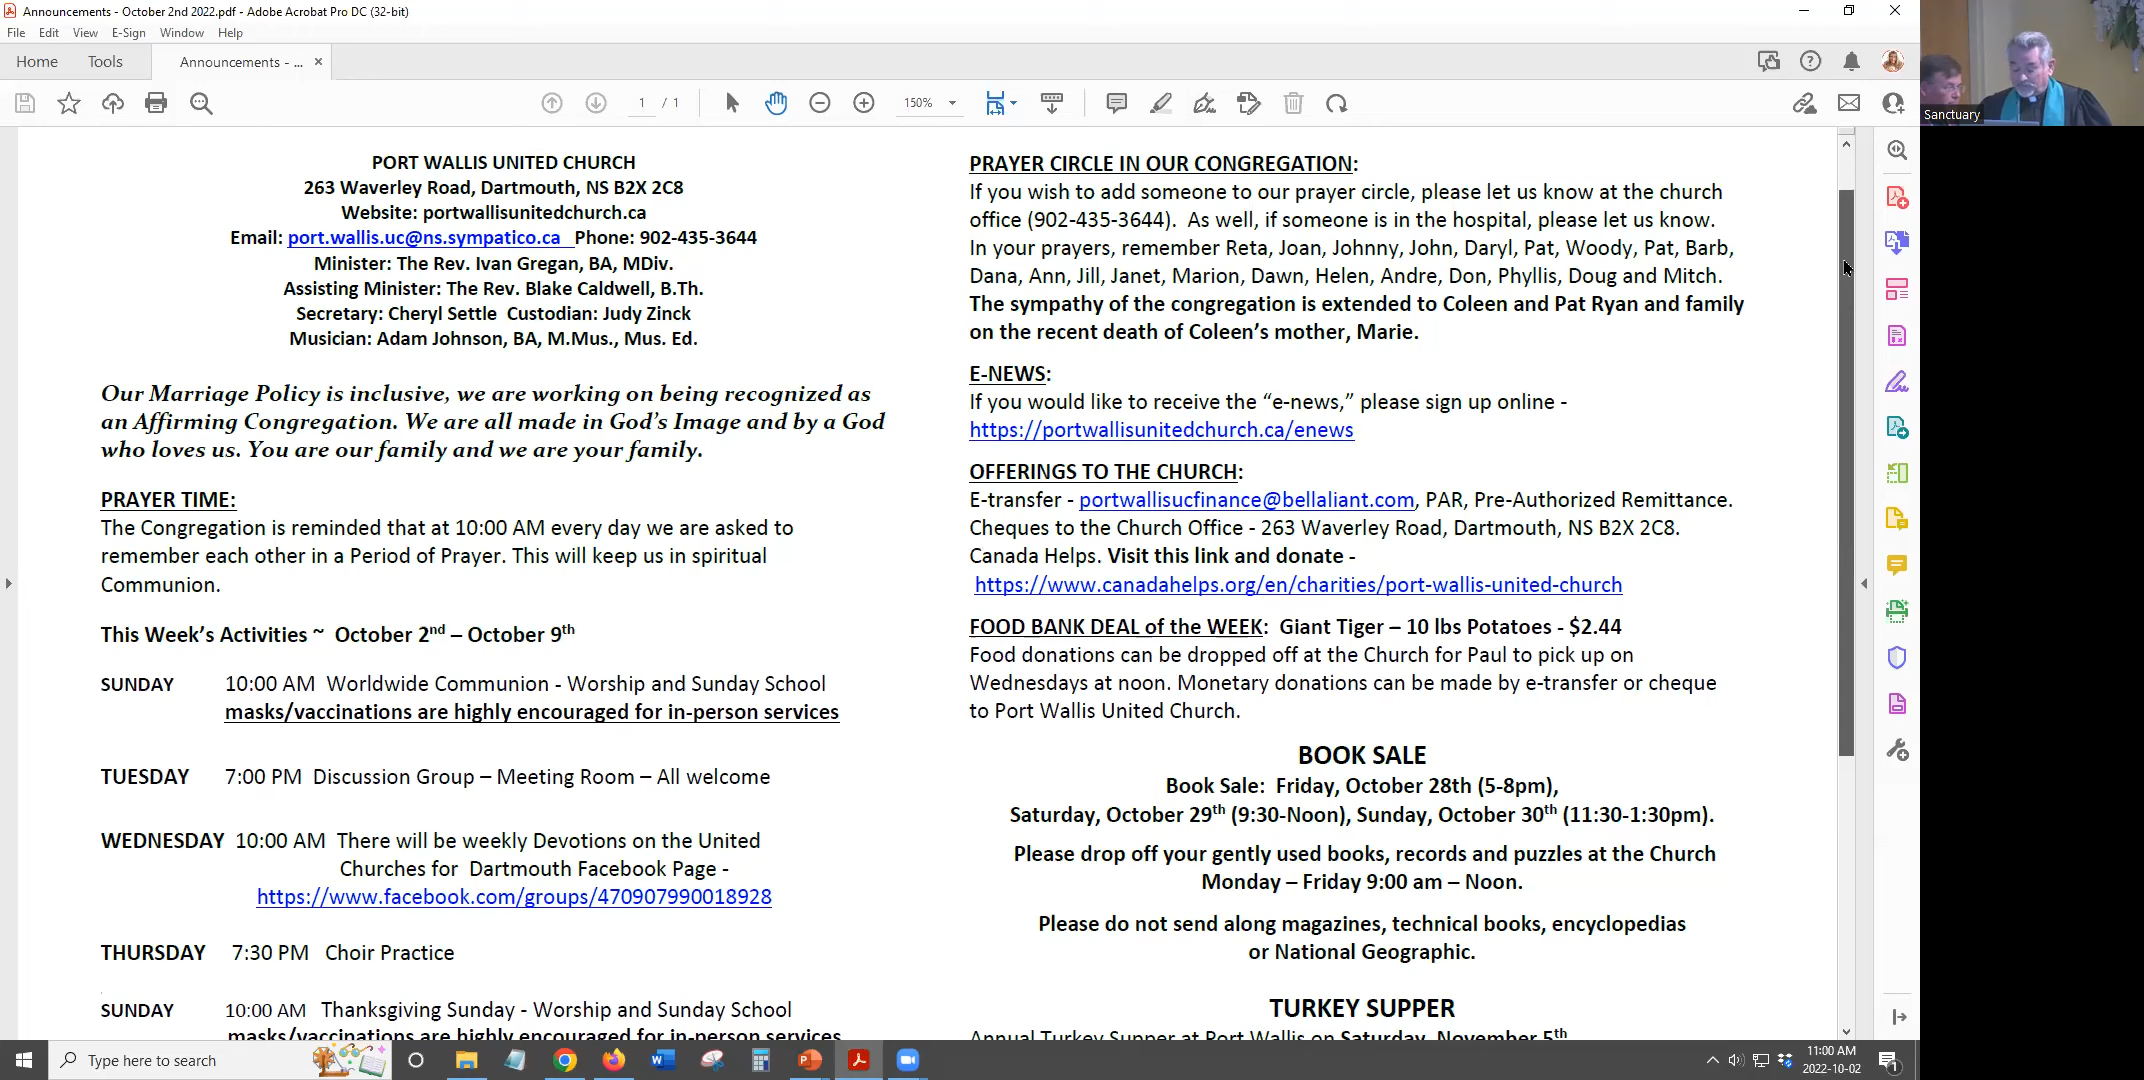 Announcements - October 2nd 2022.pdf - Adobe Acrobat Pro DC (32-bit)
File Edit View E-Sign Window Help
Home Tools Announcements - ... ×
1 / 1 150%
Sanctuary
PORT WALLIS UNITED CHURCH
263 Waverley Road, Dartmouth, NS B2X 2C8
Website: portwallisunitedchurch.ca
Email: port.wallis.uc@ns.sympatico.ca Phone: 902-435-3644
Minister: The Rev. Ivan Gregan, BA, MDiv.
Assisting Minister: The Rev. Blake Caldwell, B.Th.
Secretary: Cheryl Settle Custodian: Judy Zinck
Musician: Adam Johnson, BA, M.Mus., Mus. Ed.
Our Marriage Policy is inclusive, we are working on being recognized as
an Affirming Congregation. We are all made in God's Image and by a God
who loves us. You are our family and we are your family.
PRAYER TIME:
The Congregation is reminded that at 10:00 AM every day we are asked to
remember each other in a Period of Prayer. This will keep us in spiritual
Communion.
This Week's Activities ~ October 2nd – October 9th
SUNDAY 10:00 AM Worldwide Communion - Worship and Sunday School
masks/vaccinations are highly encouraged for in-person services
TUESDAY 7:00 PM Discussion Group – Meeting Room – All welcome
WEDNESDAY 10:00 AM There will be weekly Devotions on the United
Churches for Dartmouth Facebook Page -
https://www.facebook.com/groups/470907990018928
THURSDAY 7:30 PM Choir Practice
SUNDAY 10:00 AM Thanksgiving Sunday - Worship and Sunday School
masks/vaccinations are highly encouraged for in-person services
PRAYER CIRCLE IN OUR CONGREGATION:
If you wish to add someone to our prayer circle, please let us know at the church
office (902-435-3644). As well, if someone is in the hospital, please let us know.
In your prayers, remember Reta, Joan, Johnny, John, Daryl, Pat, Woody, Pat, Barb,
Dana, Ann, Jill, Janet, Marion, Dawn, Helen, Andre, Don, Phyllis, Doug and Mitch.
The sympathy of the congregation is extended to Coleen and Pat Ryan and family
on the recent death of Coleen's mother, Marie.
E-NEWS:
If you would like to receive the “e-news,” please sign up online -
https://portwallisunitedchurch.ca/enews
OFFERINGS TO THE CHURCH:
E-transfer - portwallisucfinance@bellaliant.com, PAR, Pre-Authorized Remittance.
Cheques to the Church Office - 263 Waverley Road, Dartmouth, NS B2X 2C8.
Canada Helps. Visit this link and donate -
https://www.canadahelps.org/en/charities/port-wallis-united-church
FOOD BANK DEAL of the WEEK: Giant Tiger – 10 lbs Potatoes - $2.44
Food donations can be dropped off at the Church for Paul to pick up on
Wednesdays at noon. Monetary donations can be made by e-transfer or cheque
to Port Wallis United Church.
BOOK SALE
Book Sale: Friday, October 28th (5-8pm),
Saturday, October 29th (9:30-Noon), Sunday, October 30th (11:30-1:30pm).
Please drop off your gently used books, records and puzzles at the Church
Monday – Friday 9:00 am – Noon.
Please do not send along magazines, technical books, encyclopedias
or National Geographic.
TURKEY SUPPER
Annual Turkey Supper at Port Wallis on Saturday, November 5th
Type here to search
11:00 AM
2022-10-02
1